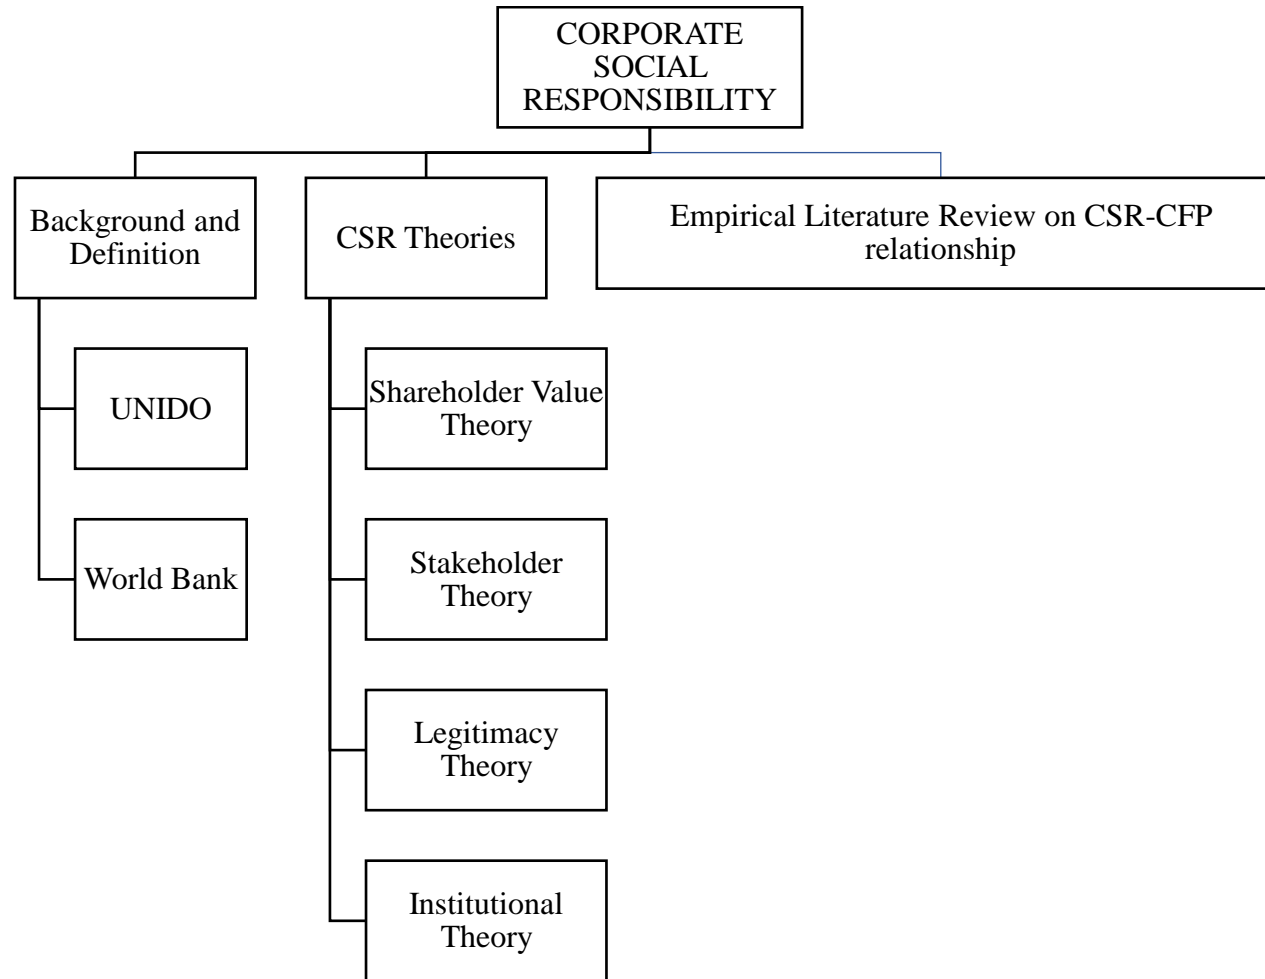 CORPORATE
SOCIAL
RESPONSIBILITY
Background and
Definition
UNIDO
World Bank
CSR Theories
Shareholder Value
Theory
Stakeholder
Theory
Legitimacy
Theory
Institutional
Theory
Empirical Literature Review on CSR-CFP
relationship